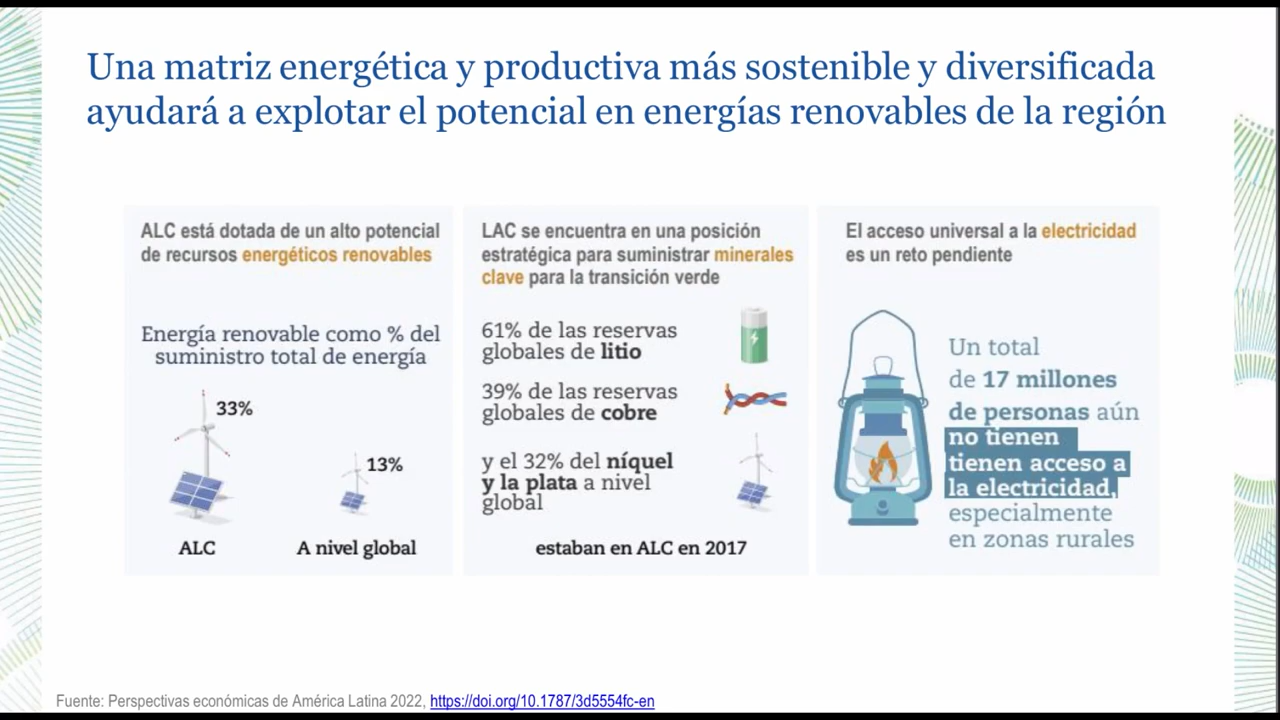 Una matriz energética y productiva más sostenible y diversificada
ayudará a explotar el potencial en energías renovables de la región
ALC está dotada de un alto potencial
de recursos energéticos renovables
Energía renovable como % del
suministro total de energía
33%
13%
ALC
A nivel global
LAC se encuentra en una posición
estratégica para suministrar minerales
clave para la transición verde
61% de las reservas
globales de litio
39% de las reservas
globales de cobre
y el 32% del níquel
y la plata a nivel
global
estaban en ALC en 2017
El acceso universal a la electricidad
es un reto pendiente
Un total
de 17 millones
de personas aún
no tienen
tienen acceso a
la electricidad,
especialmente
en zonas rurales
Fuente: Perspectivas económicas de América Latina 2022, https://doi.org/10.1787/3d5554fc-en